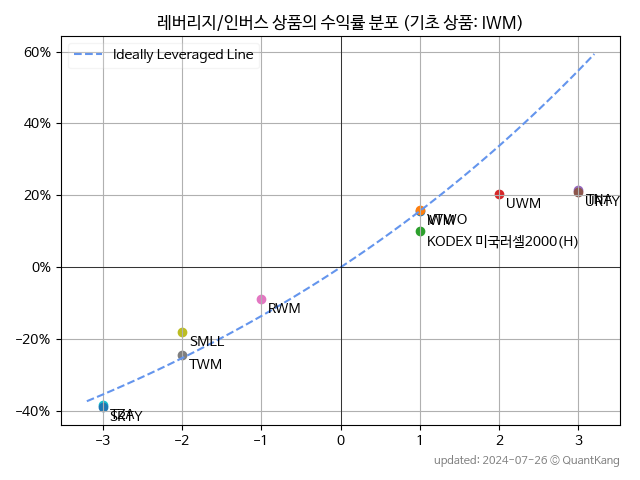 레버리지/인버스 상품의 수익률 분포 (기초 상품: IWM)
Ideally Leveraged Line
60%
40%
20%
0%
−20%
−40%
UWM
TNA
URTY
VTWO
IWM
KODEX 미국러셀2000(H)
RWM
SMLL
TWM
TZA
SRTY
−3
−2
−1
0
1
2
3
updated: 2024-07-26 © QuantKang